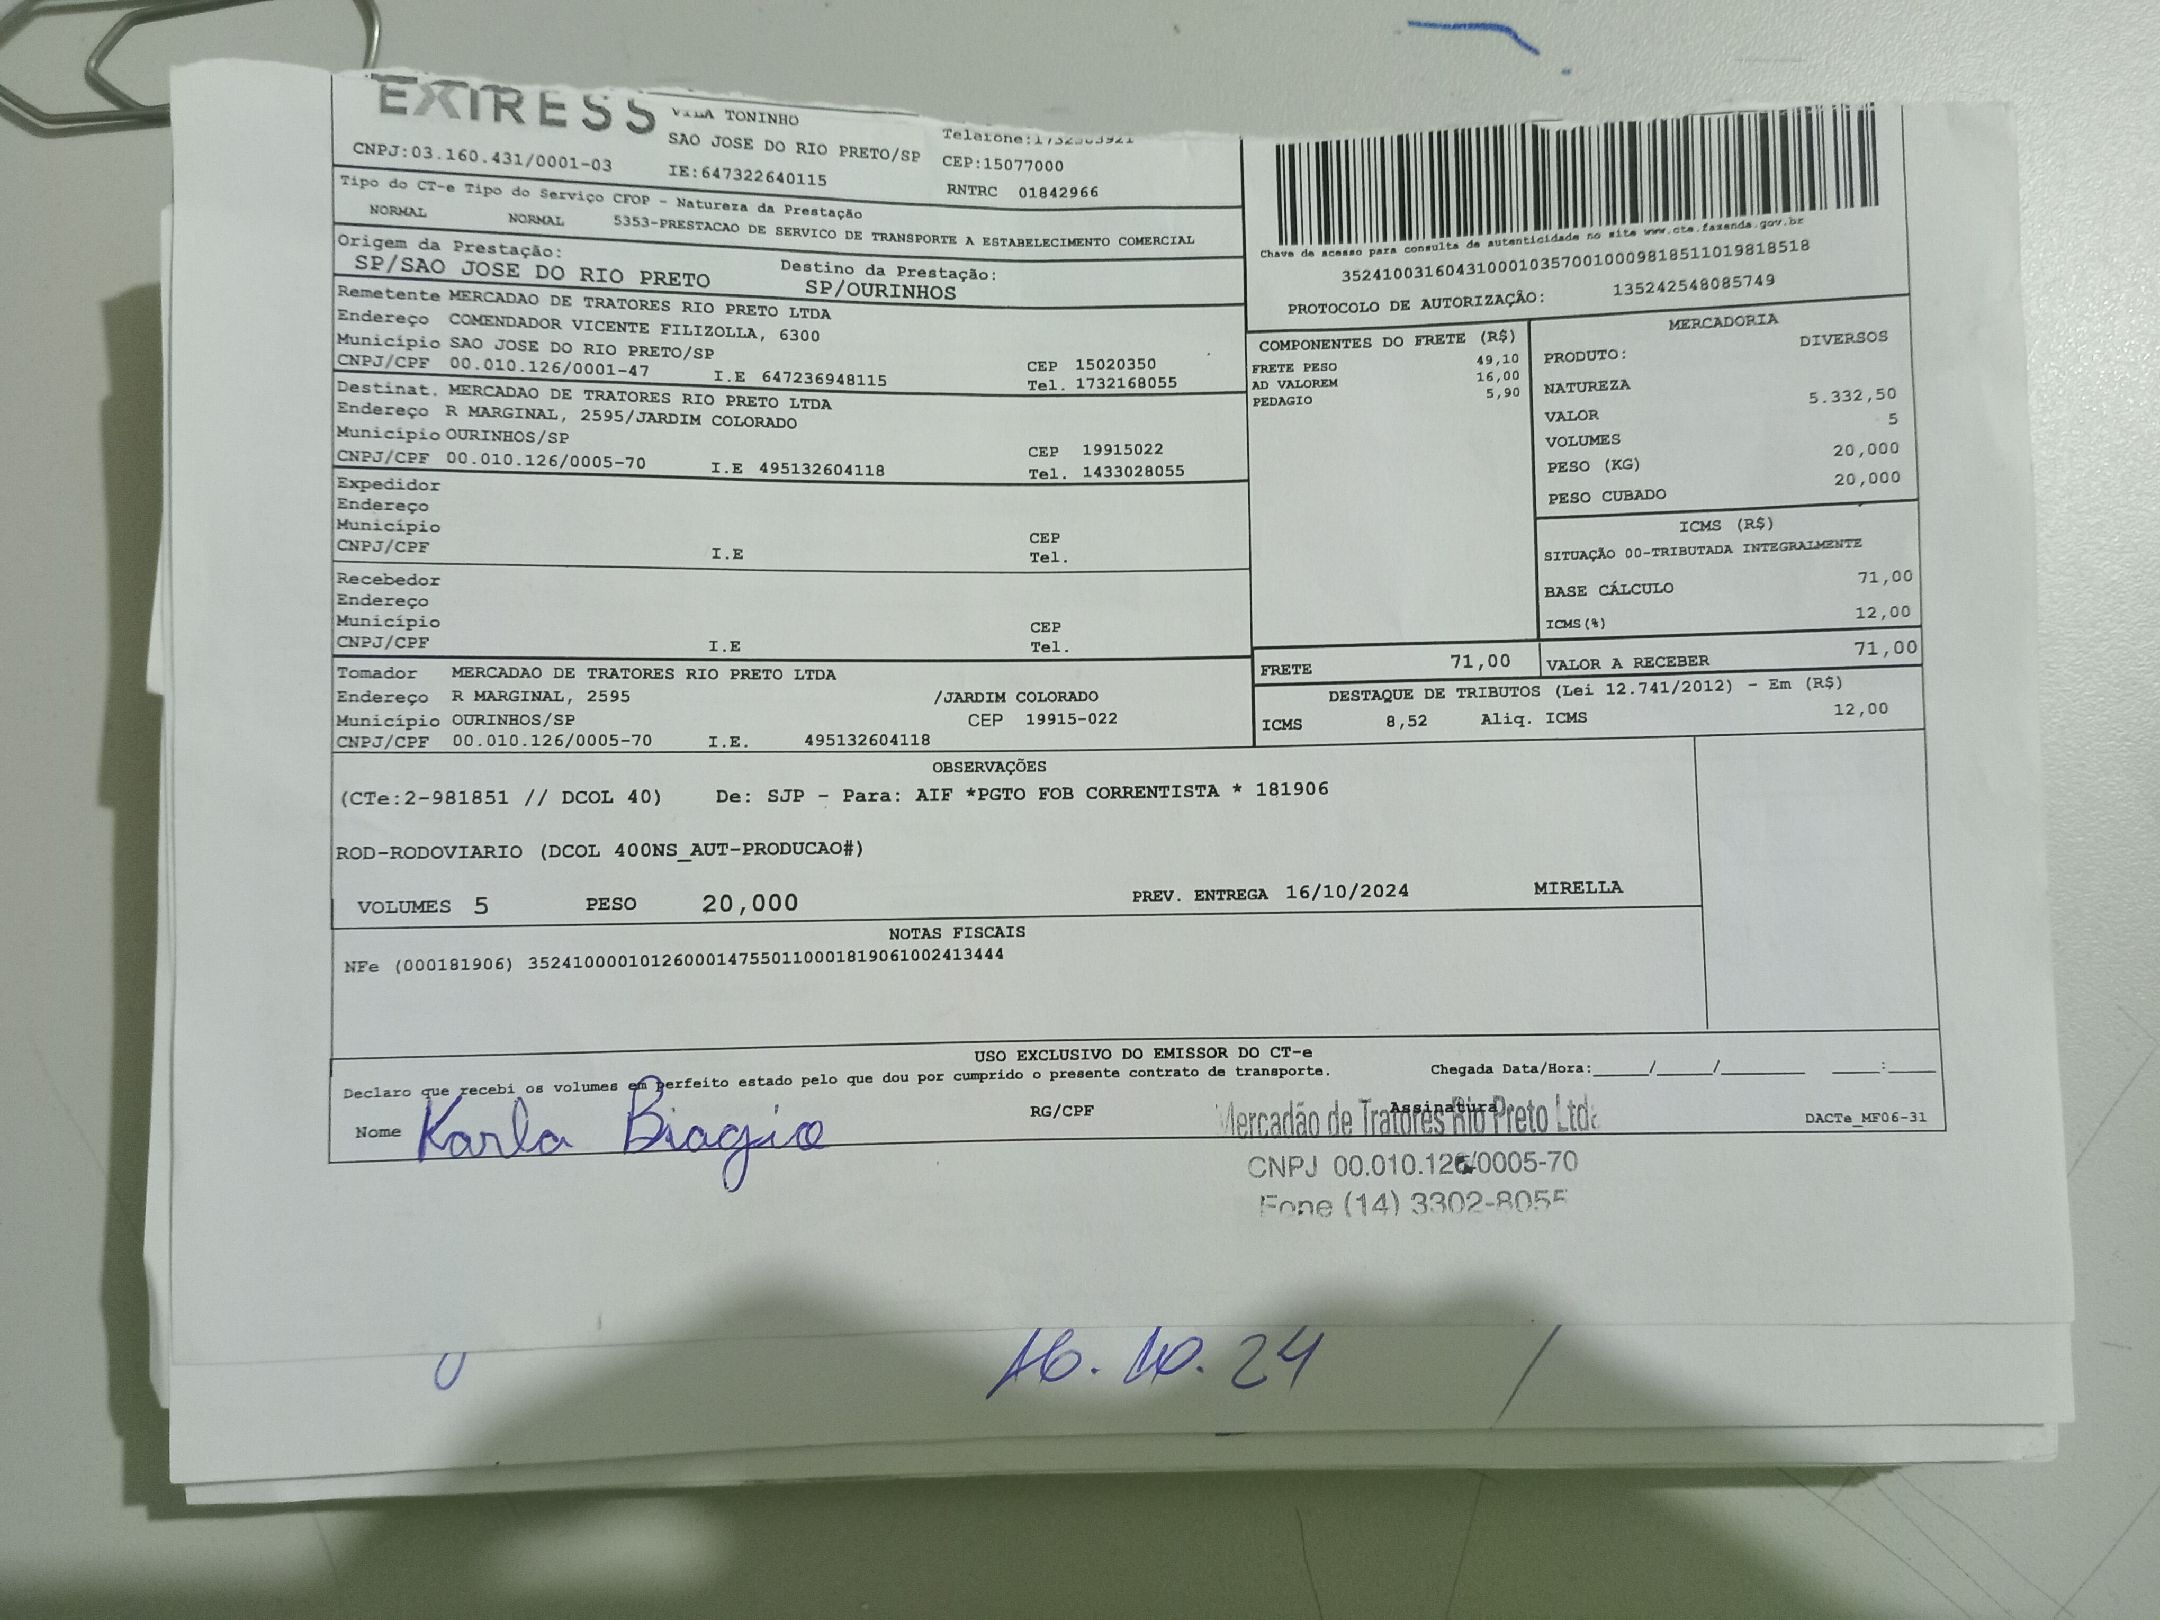 EXPRESS
VILA TONINHO
SAO JOSE DO RIO PRETO/SP
CNPJ:03.160.431/0001-03
IE:647322640115
CEP:15077000
RNTRC 01842966
Tipo do CT-e Tipo do Serviço CFOP - Natureza da Prestação
NORMAL NORMAL 5353-PRESTACAO DE SERVICO DE TRANSPORTE A ESTABELECIMENTO COMERCIAL
Origem da Prestação:
SP/SAO JOSE DO RIO PRETO
Destino da Prestação:
SP/OURINHOS
Remetente MERCADAO DE TRATORES RIO PRETO LTDA
Endereço COMENDADOR VICENTE FILIZOLLA, 6300
Município SAO JOSE DO RIO PRETO/SP CEP 15020350
CNPJ/CPF 00.010.126/0001-47 I.E 647236948115 Tel. 1732168055
Destinat. MERCADAO DE TRATORES RIO PRETO LTDA
Endereço R MARGINAL, 2595/JARDIM COLORADO
Município OURINHOS/SP CEP 19915022
CNPJ/CPF 00.010.126/0005-70 I.E 495132604118 Tel. 1433028055
Expedidor
Endereço
Município CEP
CNPJ/CPF I.E Tel.
Recebedor
Endereço
Município CEP
CNPJ/CPF I.E Tel.
Tomador MERCADAO DE TRATORES RIO PRETO LTDA
Endereço R MARGINAL, 2595 /JARDIM COLORADO
Município OURINHOS/SP CEP 19915-022
CNPJ/CPF 00.010.126/0005-70 I.E. 495132604118
Chave de acesso para consulta de autenticidade no site www.cte.fazenda.gov.br
35241003160431000103570010009818511019818518
PROTOCOLO DE AUTORIZAÇÃO: 135242548085749
COMPONENTES DO FRETE (R$)
FRETE PESO 49,10
AD VALOREM 16,00
PEDAGIO 5,90
MERCADORIA
PRODUTO: DIVERSOS
NATUREZA
VALOR 5.332,50
VOLUMES 5
PESO (KG) 20,000
PESO CUBADO 20,000
ICMS (R$)
SITUAÇÃO 00-TRIBUTADA INTEGRALMENTE
BASE CÁLCULO 71,00
ICMS(%) 12,00
FRETE 71,00 VALOR A RECEBER 71,00
DESTAQUE DE TRIBUTOS (Lei 12.741/2012) - Em (R$)
ICMS 8,52 Aliq. ICMS 12,00
OBSERVAÇÕES
(CTe:2-981851 // DCOL 40) De: SJP - Para: AIF *PGTO FOB CORRENTISTA * 181906
ROD-RODOVIARIO (DCOL 400NS_AUT-PRODUCAO#)
VOLUMES 5 PESO 20,000 PREV. ENTREGA 16/10/2024 MIRELLA
NOTAS FISCAIS
NFe (000181906) 35241000010126000147550110001819061002413444
USO EXCLUSIVO DO EMISSOR DO CT-e
Declaro que recebi os volumes em perfeito estado pelo que dou por cumprido o presente contrato de transporte. Chegada Data/Hora:_____/_____/_______ ____:____
Nome Karla Biagio RG/CPF Assinatura DACTe_MF06-31
Mercadão de Tratores Rio Preto Ltda
CNPJ 00.010.126/0005-70
Fone (14) 3302-8055
16.10.24